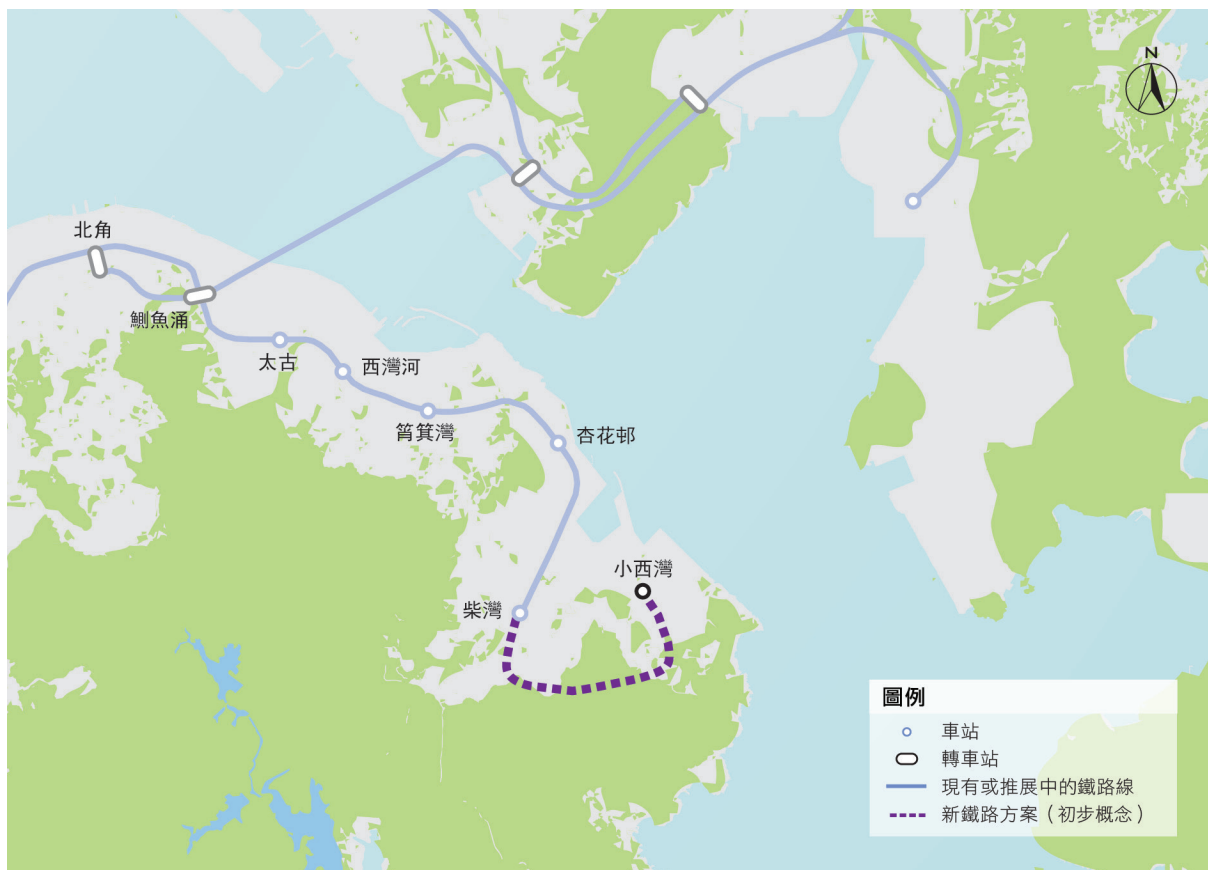 N
北角
鰂魚涌
太古
西灣河
筲箕灣
杏花邨
小西灣
柴灣
圖例
車站
轉車站
現有或推展中的鐵路線
新鐵路方案(初步概念)